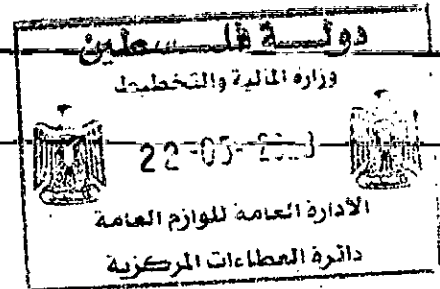 دولـــة فلـــسطين
وزارة المالية والتخطيط
22-05-
الادارة العامة للوازم العامة
دائرة العطاءات المركزية